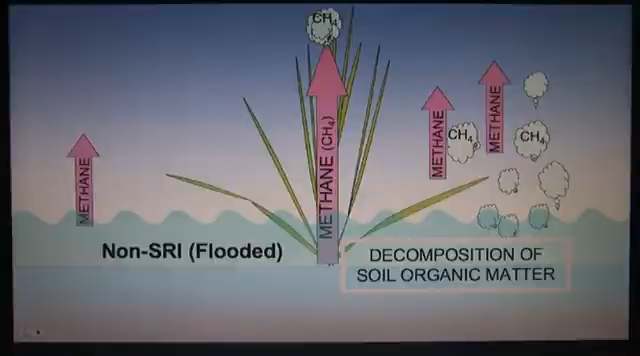 CH4
METHANE (CH4)
METHANE
METHANE
METHANE
CH4
CH4
Non-SRI (Flooded)
DECOMPOSITION OF
SOIL ORGANIC MATTER